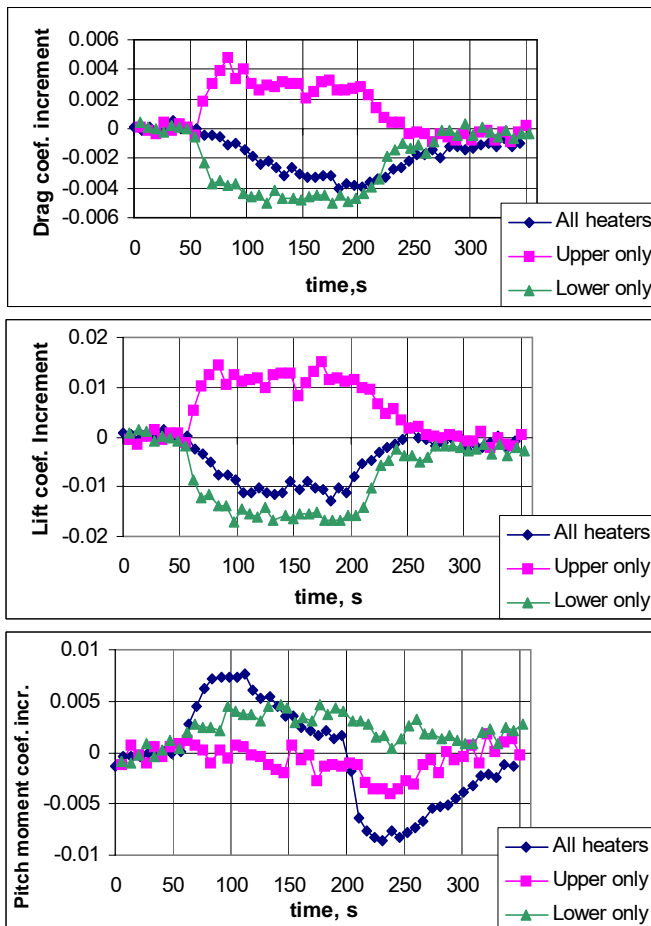 0.006
0.004
0.002
0
-0.002
-0.004
-0.006
Drag coef. increment
0 50 100 150 200 250 300
time,s
All heaters
Upper only
Lower only
0.02
0.01
0
-0.01
-0.02
Lift coef. Increment
0 50 100 150 200 250 300
time, s
All heaters
Upper only
Lower only
0.01
0.005
0
-0.005
-0.01
Pitch moment coef. incr.
0 50 100 150 200 250 300
time, s
All heaters
Upper only
Lower only